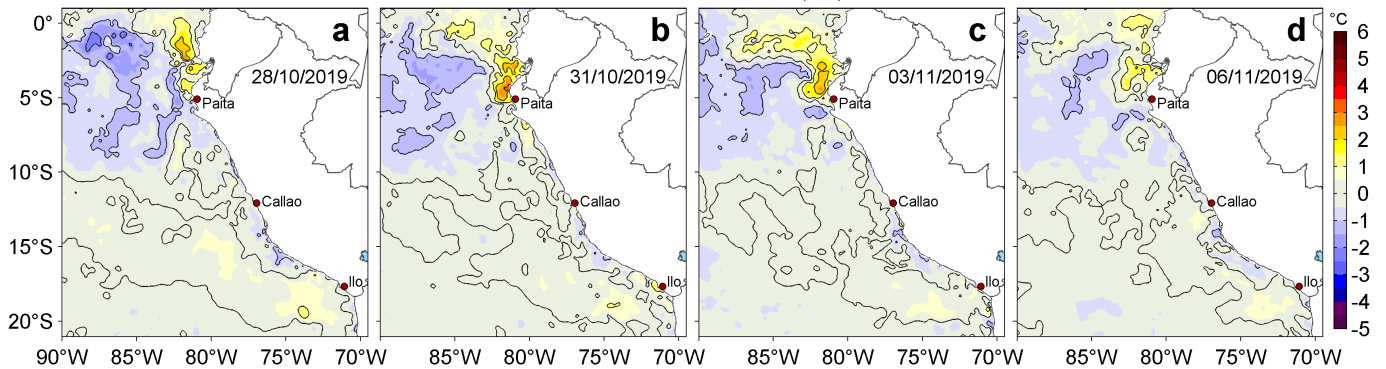 a b c d °C
0° 28/10/2019 31/10/2019 03/11/2019 06/11/2019 6
5°S Paita Paita Paita Paita 5
10°S 4
15°S Callao Callao Callao Callao 3
20°S Ilo Ilo Ilo Ilo 2
1
0
-1
-2
-3
-4
-5
90°W 85°W 80°W 75°W 70°W 85°W 80°W 75°W 70°W 85°W 80°W 75°W 70°W 85°W 80°W 75°W 70°W